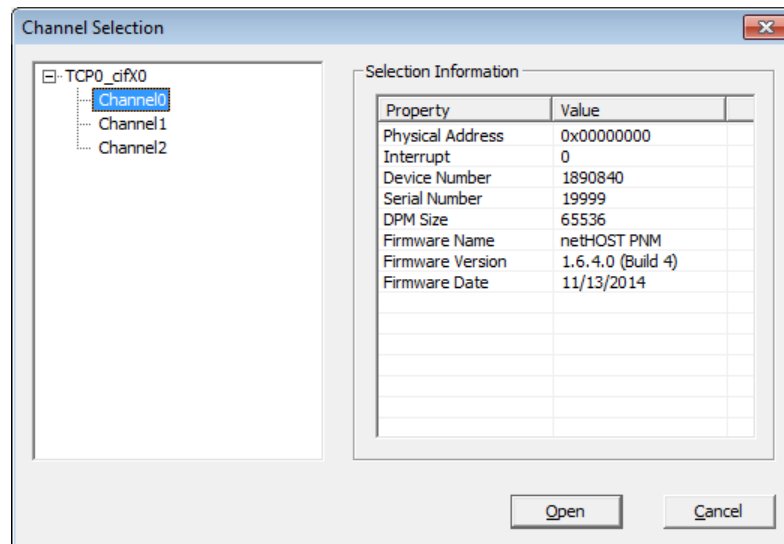 Channel Selection
TCP0_cifX0
Channel0
Channel1
Channel2
Selection Information
Property Value
Physical Address 0x00000000
Interrupt 0
Device Number 1890840
Serial Number 19999
DPM Size 65536
Firmware Name netHOST PNM
Firmware Version 1.6.4.0 (Build 4)
Firmware Date 11/13/2014
Open Cancel